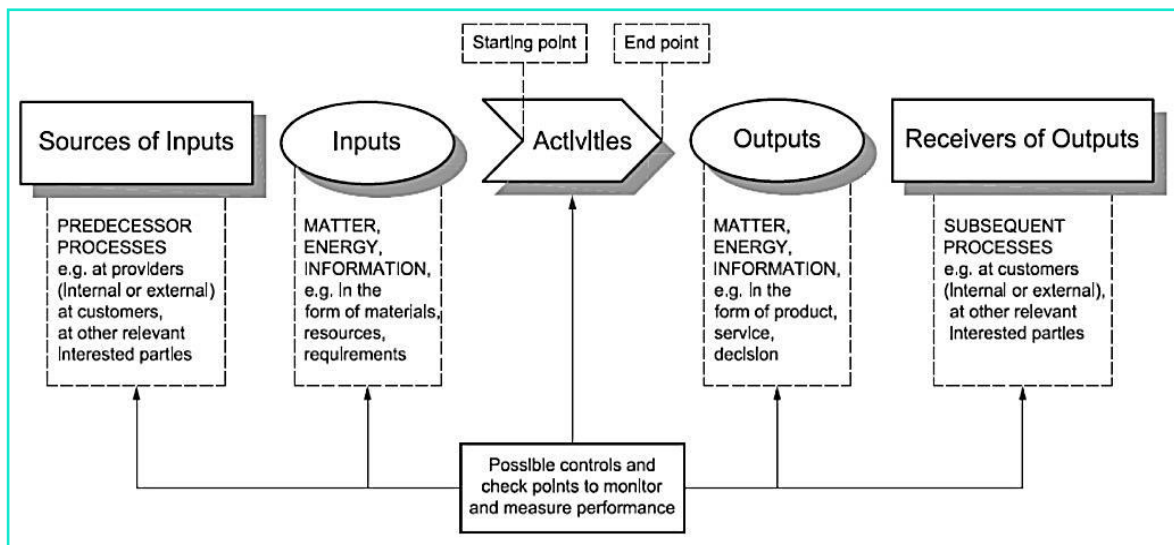 Starting point
End point
Sources of Inputs
Inputs
Activities
Outputs
Receivers of Outputs
PREDECESSOR
PROCESSES
e.g. at providers
(internal or external)
at customers,
at other relevant
interested parties
MATTER,
ENERGY,
INFORMATION,
e.g. in the
form of materials,
resources,
requirements
MATTER,
ENERGY,
INFORMATION,
e.g. in the
form of product,
service,
decision
SUBSEQUENT
PROCESSES
e.g. at customers
(internal or external),
at other relevant
interested parties
Possible controls and
check points to monitor
and measure performance